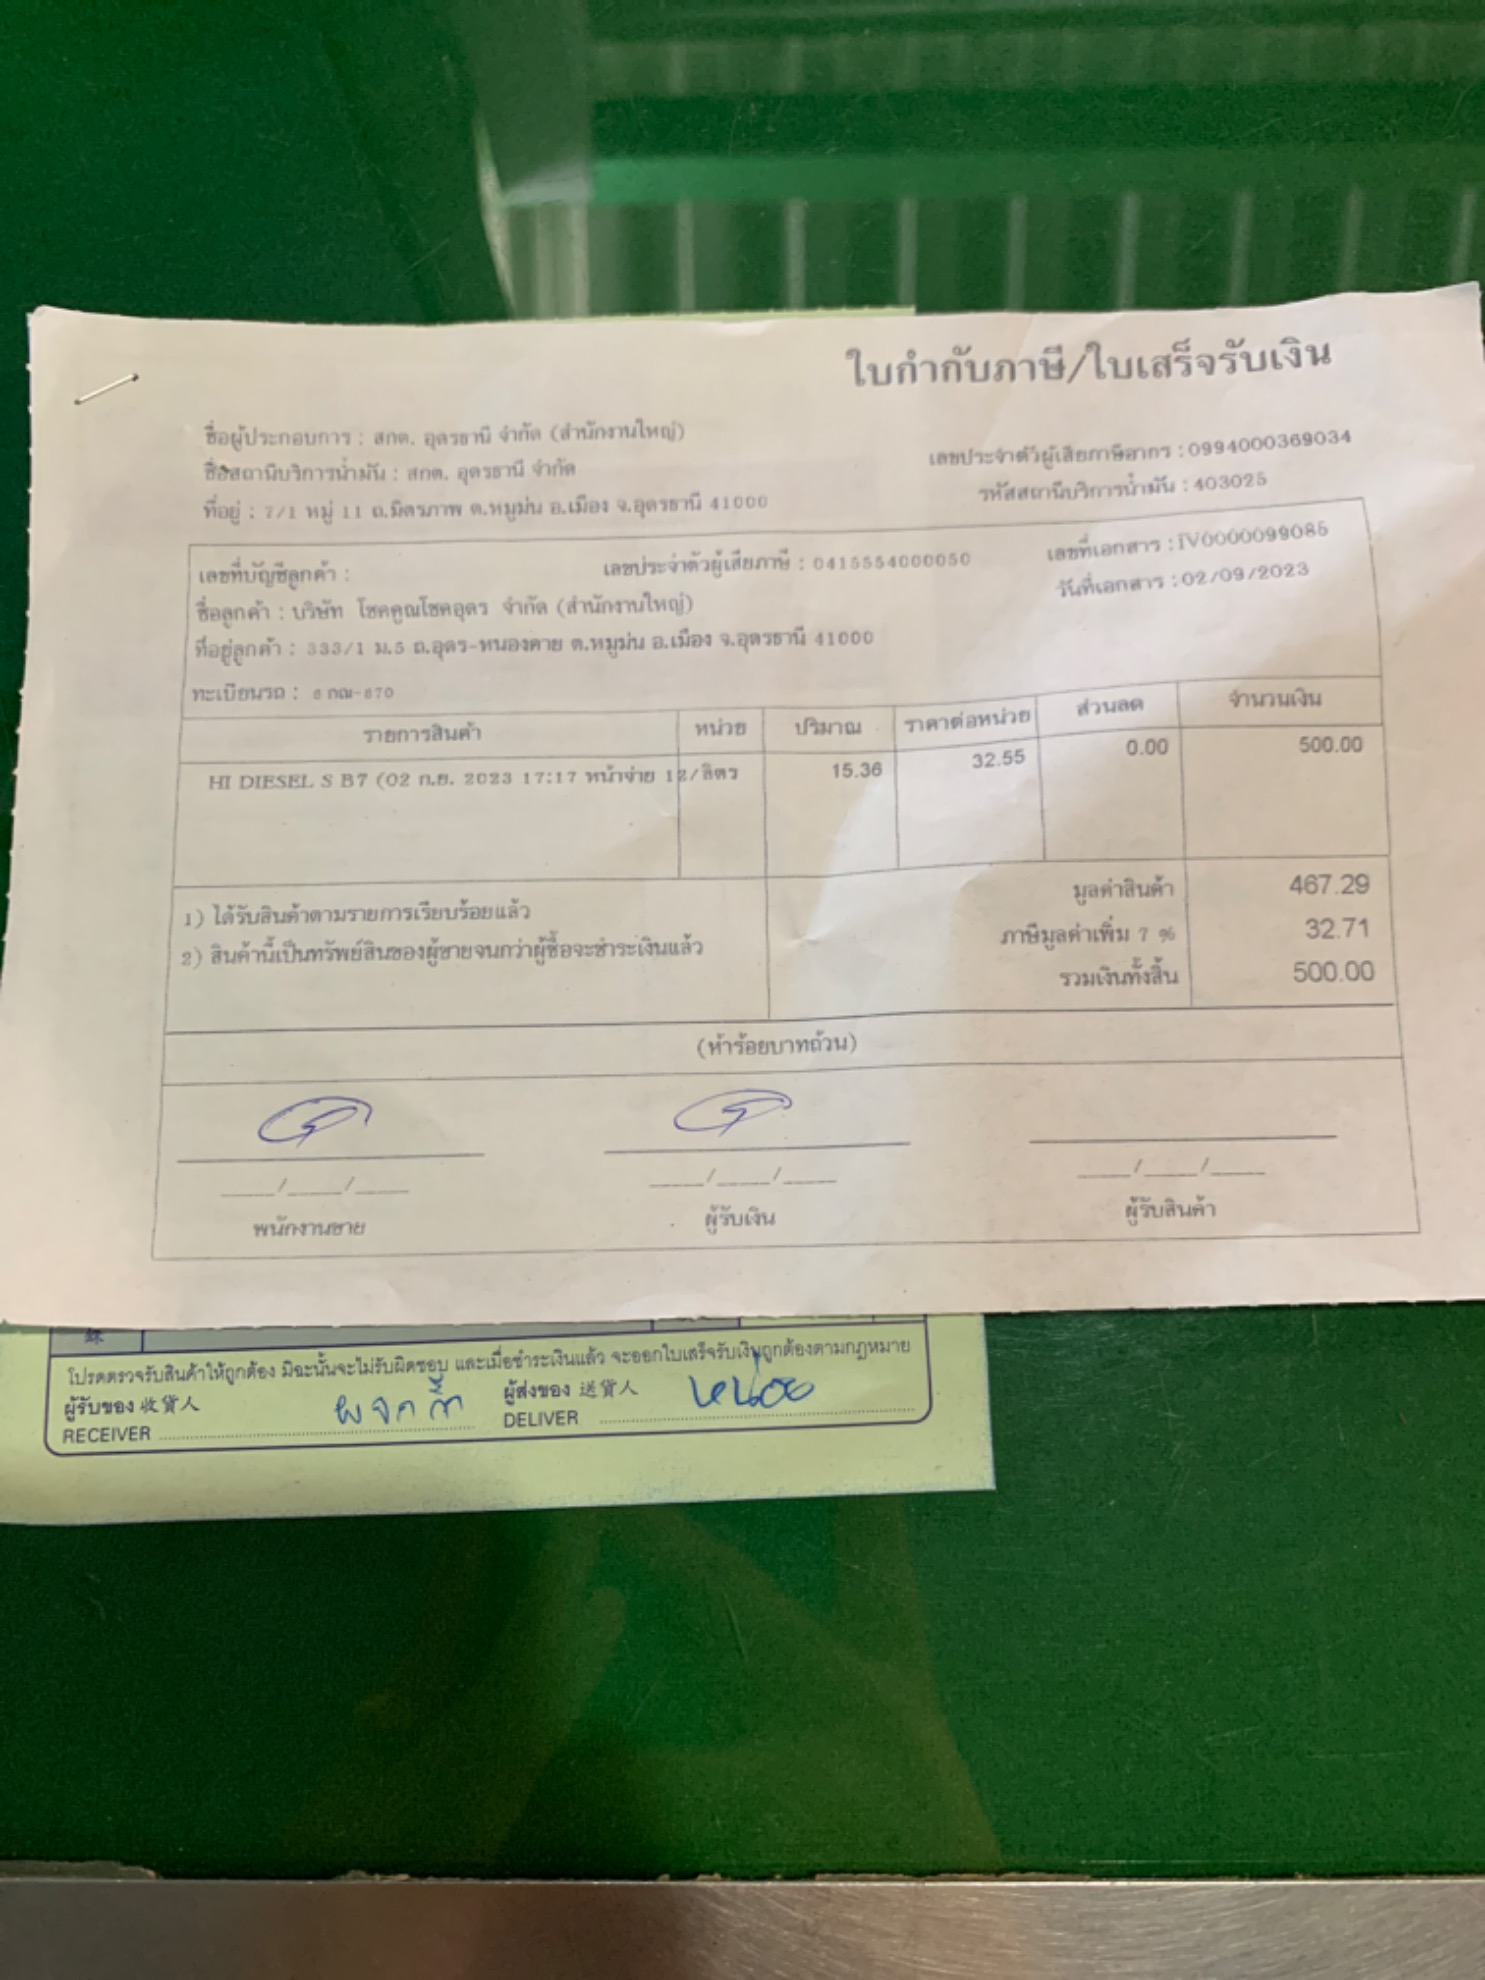 ใบกำกับภาษี/ใบเสร็จรับเงิน
ชื่อผู้ประกอบการ : สกต. อุดรธานี จำกัด (สำนักงานใหญ่)
เลขประจำตัวผู้เสียภาษีอากร : 0994000369034
ชื่อสถานีบริการน้ำมัน : สกต. อุดรธานี จำกัด
รหัสสถานีบริการน้ำมัน : 403025
ที่อยู่ : 7/1 หมู่ 11 ถ.มิตรภาพ ต.หมูม่น อ.เมือง จ.อุดรธานี 41000
เลขที่บัญชีลูกค้า : เลขประจำตัวผู้เสียภาษี : 0415554000050 เลขที่เอกสาร : IV0000099085
ชื่อลูกค้า : บริษัท โชคคูณโชคอุดร จำกัด (สำนักงานใหญ่) วันที่เอกสาร : 02/09/2023
ที่อยู่ลูกค้า : 333/1 ม.5 ถ.อุดร-หนองคาย ต.หมูม่น อ.เมือง จ.อุดรธานี 41000
ทะเบียนรถ :
รายการสินค้า หน่วย ปริมาณ ราคาต่อหน่วย ส่วนลด จำนวนเงิน
HI DIESEL S B7 (02 ก.ย. 2023 17:17 หน้าจ่าย 12/ลิตร 15.36 32.55 0.00 500.00
มูลค่าสินค้า 467.29
1) ได้รับสินค้าตามรายการเรียบร้อยแล้ว
ภาษีมูลค่าเพิ่ม 7 % 32.71
2) สินค้านี้เป็นทรัพย์สินของผู้ขายจนกว่าผู้ซื้อจะชำระเงินแล้ว
รวมเงินทั้งสิ้น 500.00
(ห้าร้อยบาทถ้วน)
____/____/____ ____/____/____ ____/____/____
พนักงานขาย ผู้รับเงิน ผู้รับสินค้า
โปรดตรวจรับสินค้าให้ถูกต้อง มิฉะนั้นจะไม่รับผิดชอบ และเมื่อชำระเงินแล้ว จะออกใบเสร็จรับเงินถูกต้องตามกฎหมาย
ผู้รับของ 收貨人 ผู้ส่งของ 送貨人
RECEIVER DELIVER